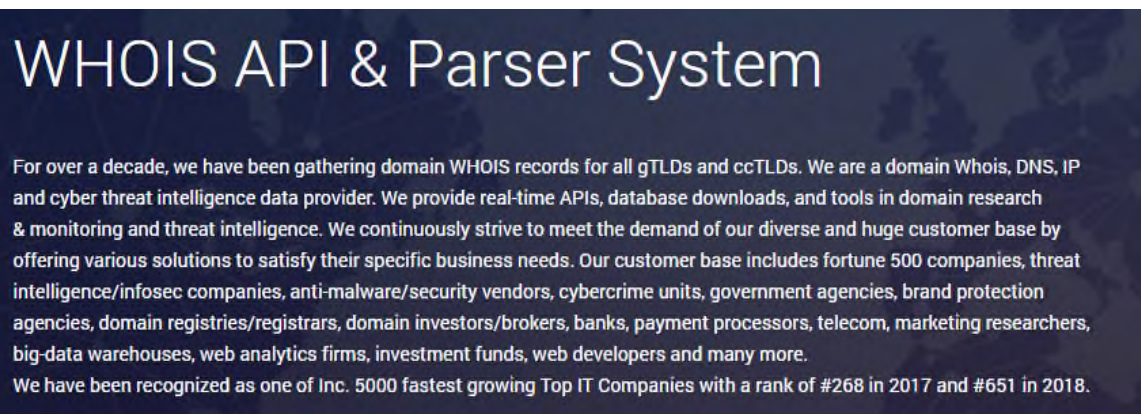 WHOIS API & Parser System
For over a decade, we have been gathering domain WHOIS records for all gTLDs and ccTLDs. We are a domain Whois, DNS, IP
and cyber threat intelligence data provider. We provide real-time APIs, database downloads, and tools in domain research
& monitoring and threat intelligence. We continuously strive to meet the demand of our diverse and huge customer base by
offering various solutions to satisfy their specific business needs. Our customer base includes fortune 500 companies, threat
intelligence/infosec companies, anti-malware/security vendors, cybercrime units, government agencies, brand protection
agencies, domain registries/registrars, domain investors/brokers, banks, payment processors, telecom, marketing researchers,
big-data warehouses, web analytics firms, investment funds, web developers and many more.
We have been recognized as one of Inc. 5000 fastest growing Top IT Companies with a rank of #268 in 2017 and #651 in 2018.